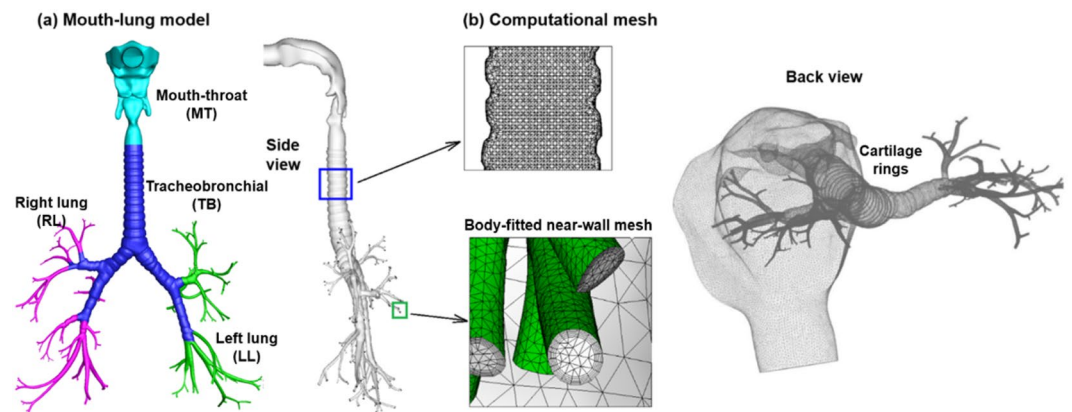 (a) Mouth-lung model
Mouth-throat
(MT)
Side
view
Tracheobronchial
(TB)
Right lung
(RL)
Left lung
(LL)
(b) Computational mesh
Body-fitted near-wall mesh
Back view
Cartilage
rings